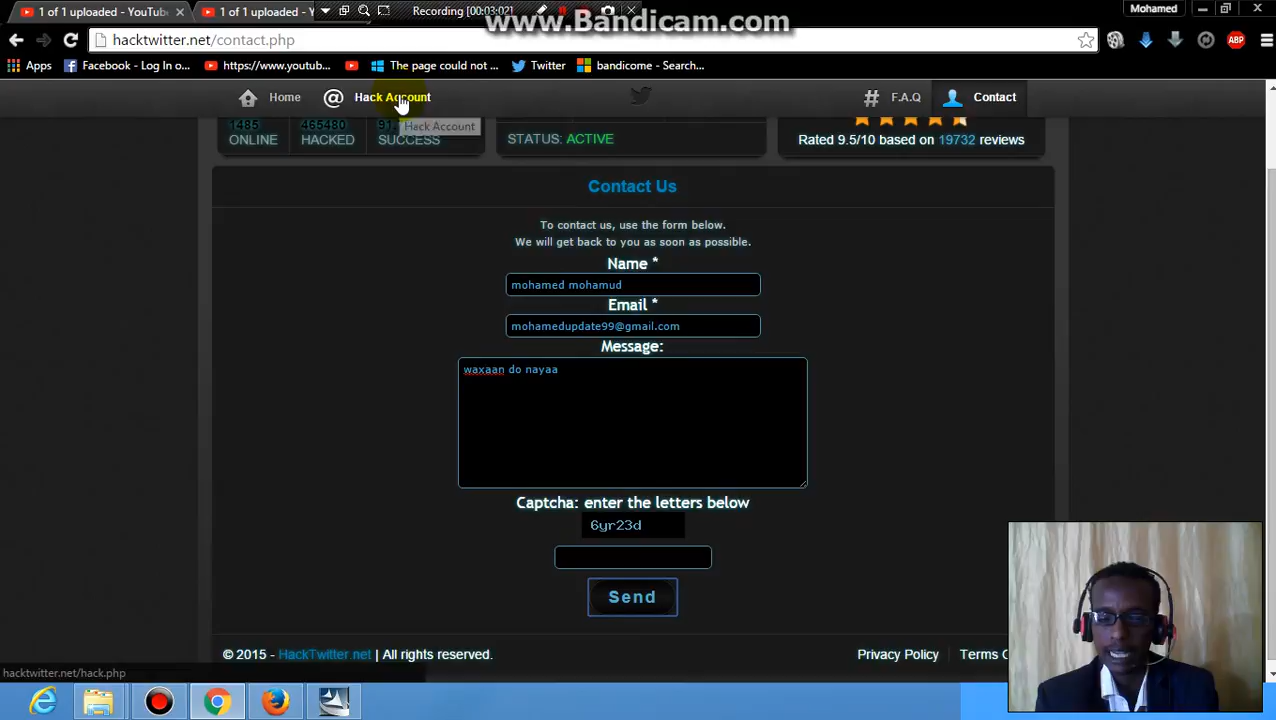 1 of 1 uploaded - YouTube
1 of 1 uploaded - Y
Recording [00:03:02]
www.Bandicam.com
Mohamed
hacktwitter.net/contact.php
ABP
Apps
Facebook - Log In o...
https://www.youtub...
The page could not ...
Twitter
bandicome - Search...
Home
@ Hack Account
# F.A.Q
Contact
Hack Account
1485
465480
ONLINE
HACKED
SUCCESS
STATUS: ACTIVE
Rated 9.5/10 based on 19732 reviews
Contact Us
To contact us, use the form below.
We will get back to you as soon as possible.
Name *
mohamed mohamud
Email *
mohamedupdate99@gmail.com
Message:
waxaan do nayaa
Captcha: enter the letters below
6yr23d
Send
© 2015 - HackTwitter.net | All rights reserved.
Privacy Policy
Terms
hacktwitter.net/hack.php